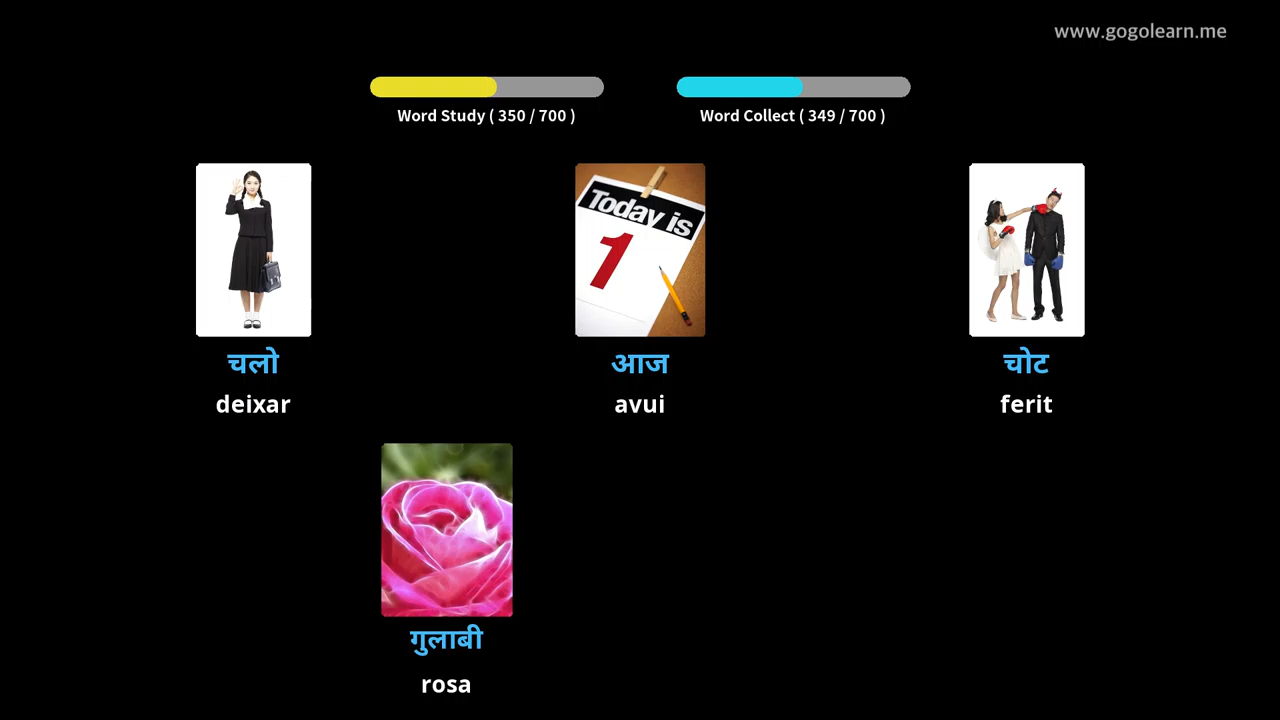 www.gogolearn.me
Word Study ( 350 / 700 )
Word Collect ( 349 / 700 )
Today is
1
चलो
deixar
आज
avui
चोट
ferit
गुलाबी
rosa